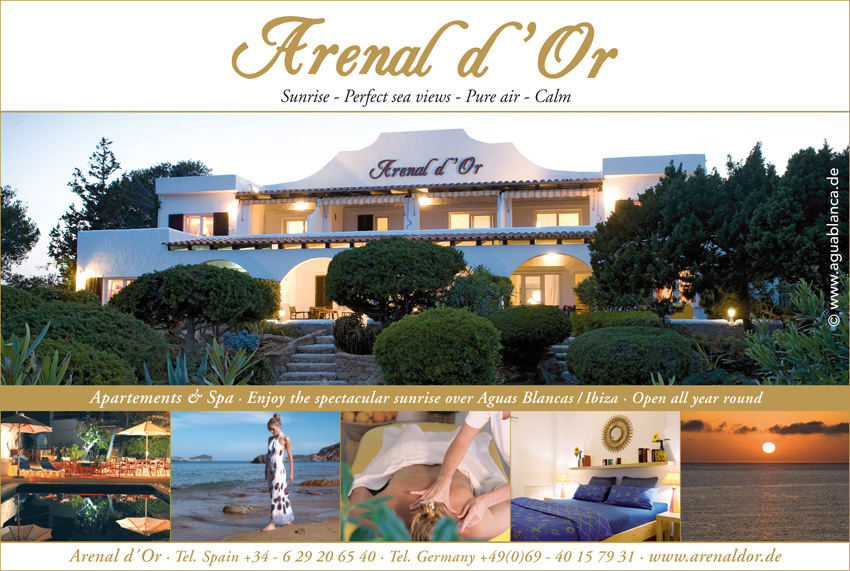 Arenal d'Or
Sunrise - Perfect sea views - Pure air - Calm
Arenal d'Or
© www.aguablanca.de
Apartements & Spa · Enjoy the spectacular sunrise over Aguas Blancas / Ibiza · Open all year round
Arenal d´Or · Tel. Spain +34 - 6 29 20 65 40 · Tel. Germany +49(0)69 - 40 15 79 31 · www.arenaldor.de